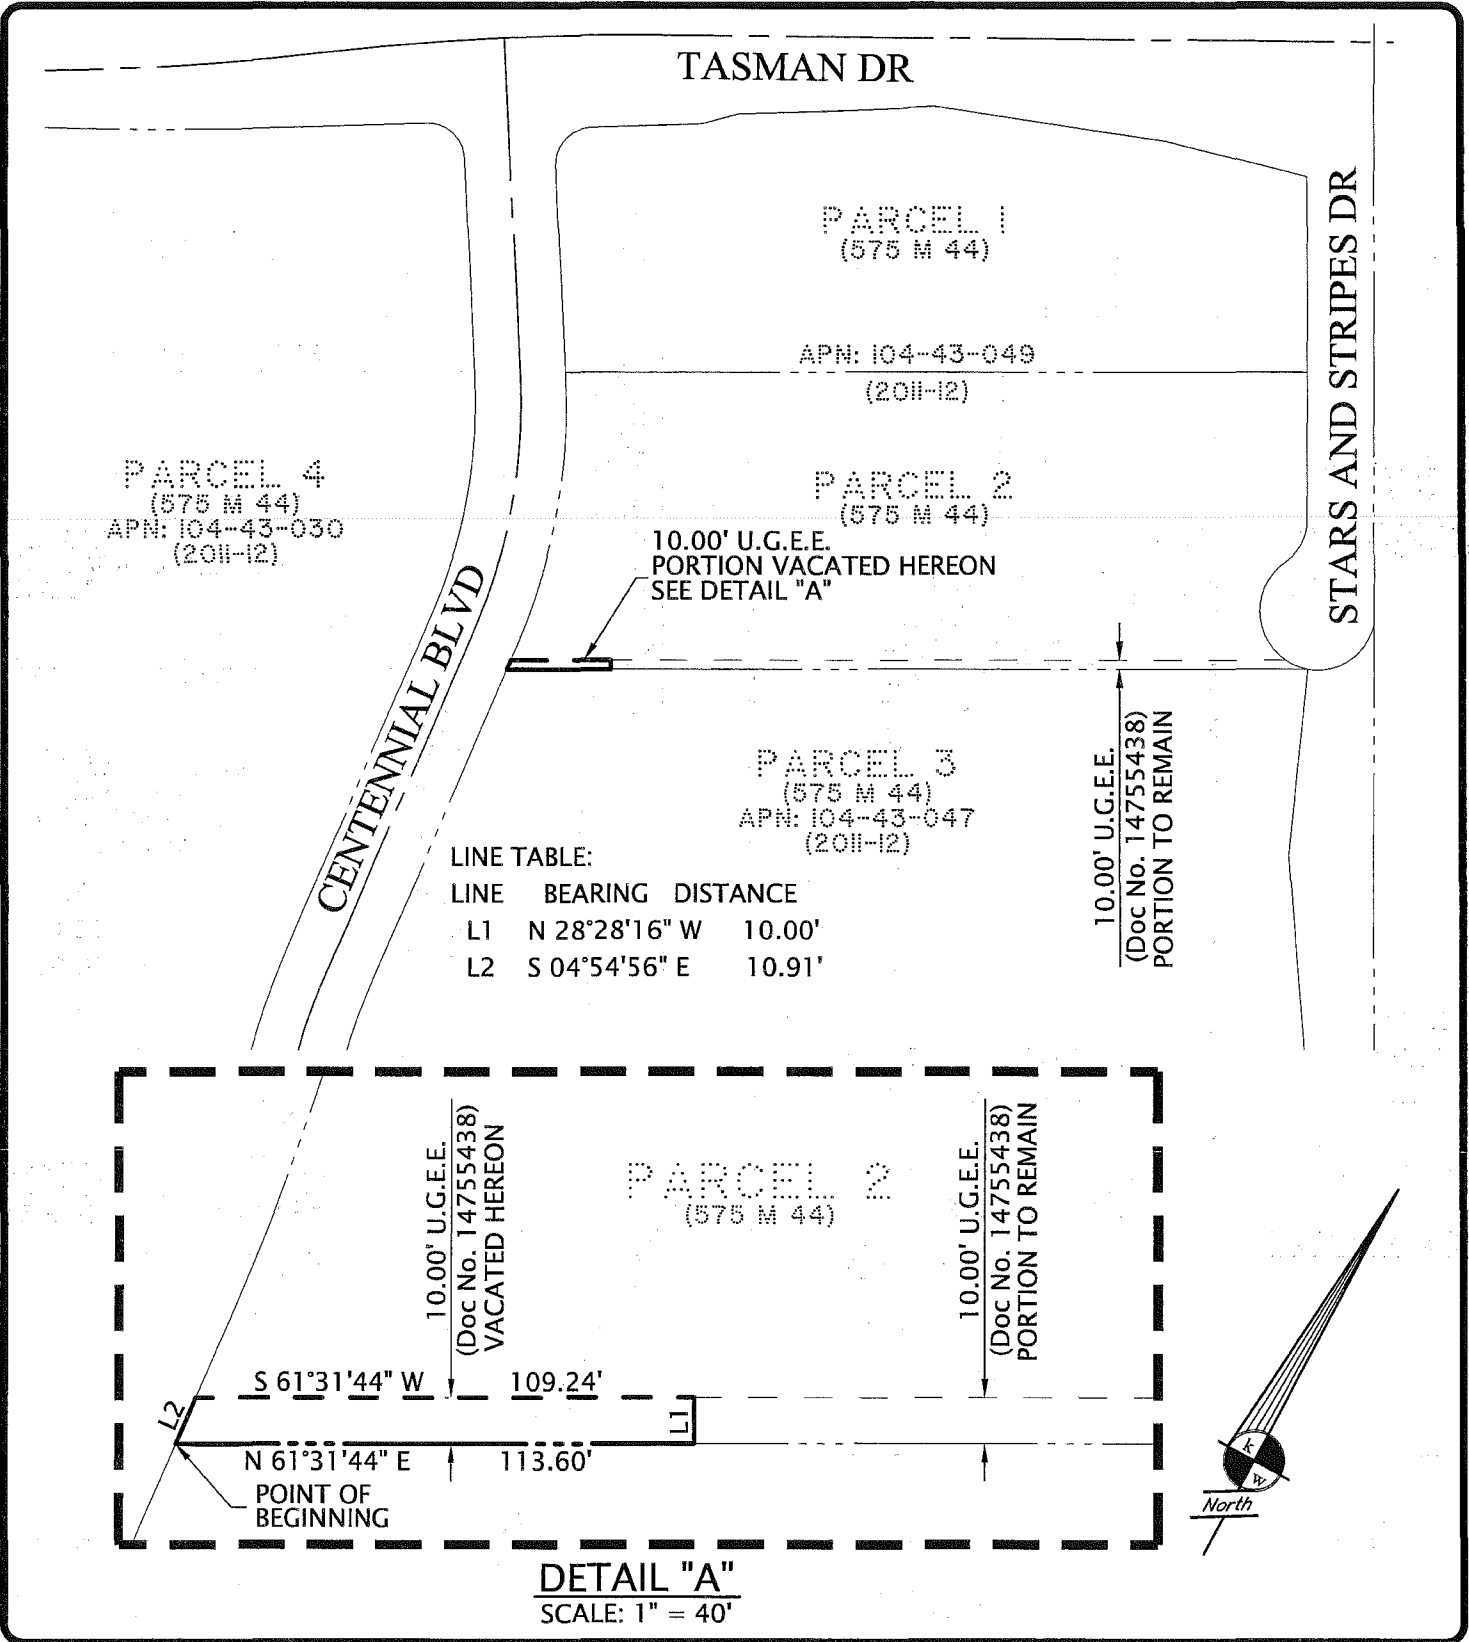 TASMAN DR
PARCEL 1
(575 M 44)
STARS AND STRIPES DR
APN: 104-43-049
(2011-12)
PARCEL 4
(575 M 44)
APN: 104-43-030
(2011-12)
PARCEL 2
(575 M 44)
10.00' U.G.E.E.
PORTION VACATED HEREON
SEE DETAIL "A"
CENTENNIAL BLVD
PARCEL 3
(575 M 44)
APN: 104-43-047
(2011-12)
10.00' U.G.E.E.
(Doc No. 14755438)
PORTION TO REMAIN
LINE TABLE:
LINE BEARING DISTANCE
L1 N 28°28'16" W 10.00'
L2 S 04°54'56" E 10.91'
10.00' U.G.E.E.
(Doc No. 14755438)
VACATED HEREON
PARCEL 2
(575 M 44)
10.00' U.G.E.E.
(Doc No. 14755438)
PORTION TO REMAIN
S 61°31'44" W 109.24'
L2
L1
N 61°31'44" E 113.60'
POINT OF
BEGINNING
k
w
North
DETAIL "A"
SCALE: 1" = 40'